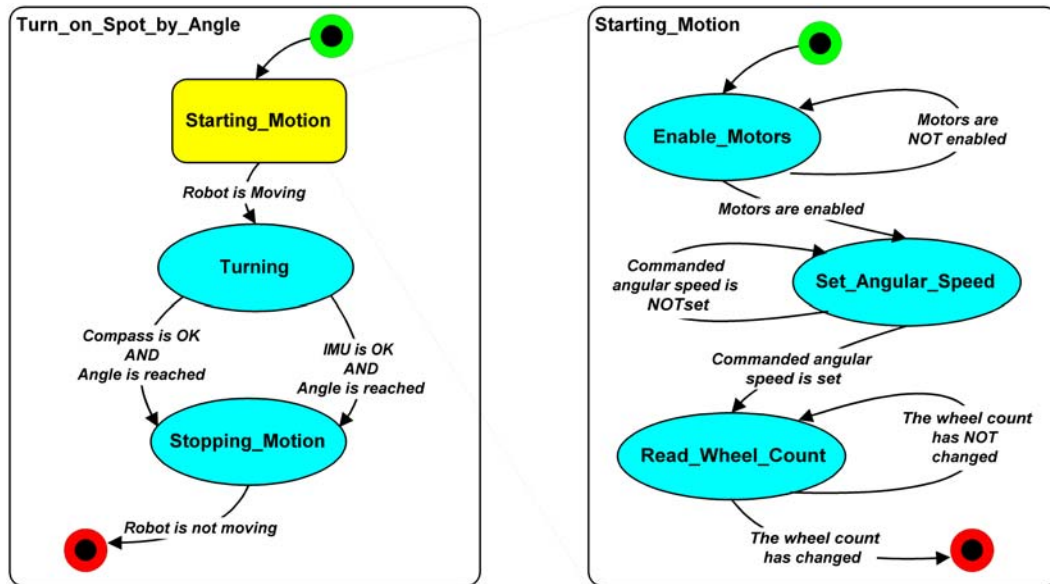 Turn_on_Spot_by_Angle
Starting_Motion
Robot is Moving
Turning
Compass is OK
AND
Angle is reached
IMU is OK
AND
Angle is reached
Stopping_Motion
Robot is not moving
Starting_Motion
Enable_Motors
Motors are
NOT enabled
Motors are enabled
Commanded
angular speed is
NOTset
Set_Angular_Speed
Commanded angular
speed is set
Read_Wheel_Count
The wheel count
has NOT
changed
The wheel count
has changed